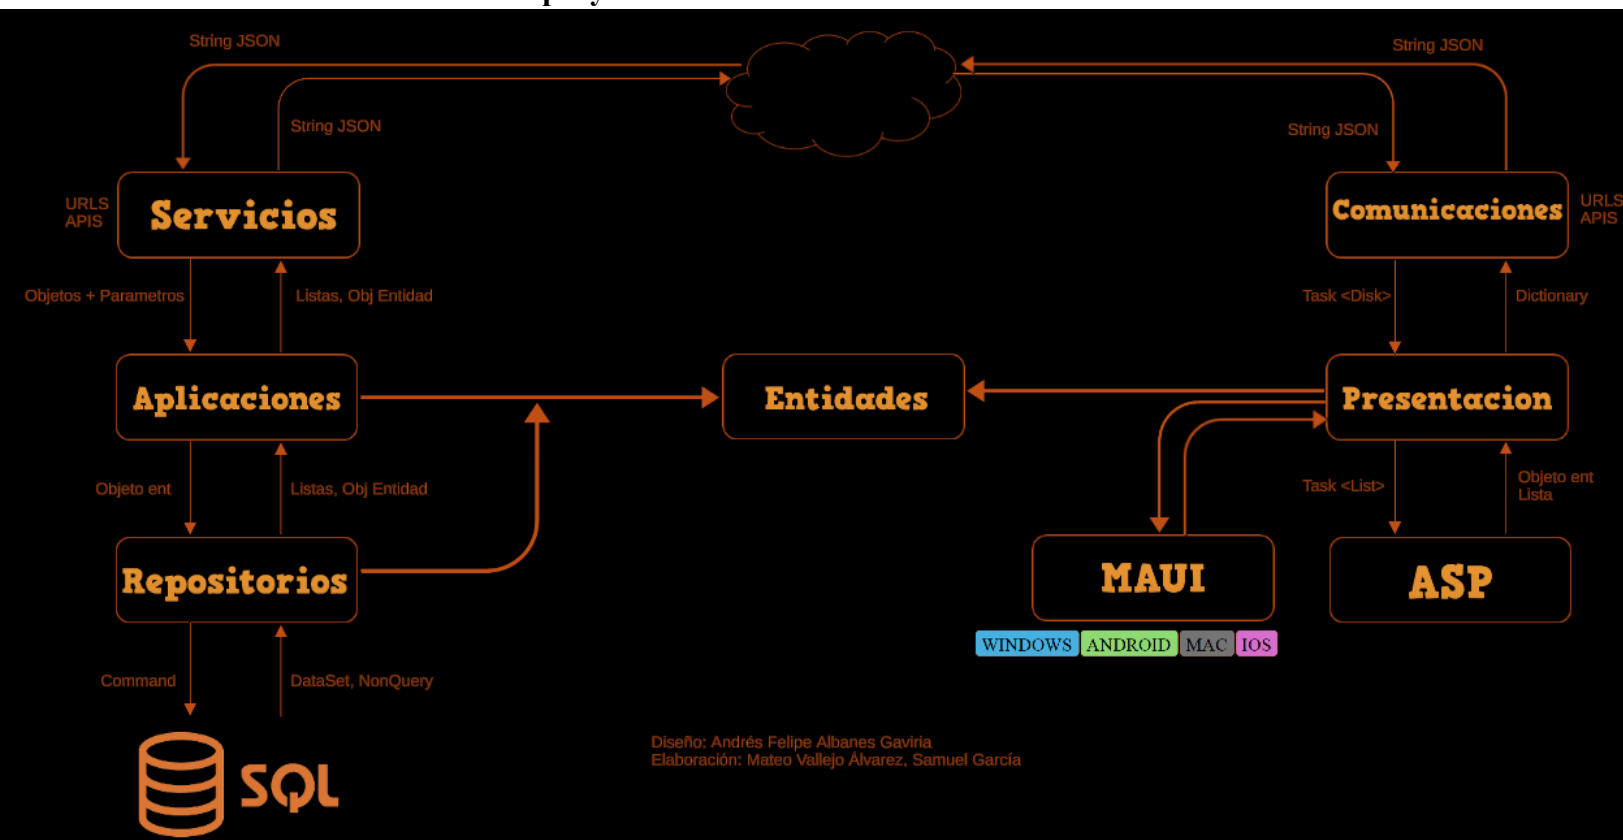 String JSON
String JSON
String JSON
String JSON
URLS
APIS
Servicios
Comunicaciones
URLS
APIS
Objetos + Parametros
Listas, Obj Entidad
Task <Disk>
Dictionary
Aplicaciones
Entidades
Presentacion
Objeto ent
Listas, Obj Entidad
Task <List>
Objeto ent
Lista
Repositorios
MAUI
ASP
WINDOWS
ANDROID
MAC
IOS
Command
DataSet, NonQuery
SQL
Diseño: Andrés Felipe Albanes Gaviria
Elaboración: Mateo Vallejo Álvarez, Samuel García